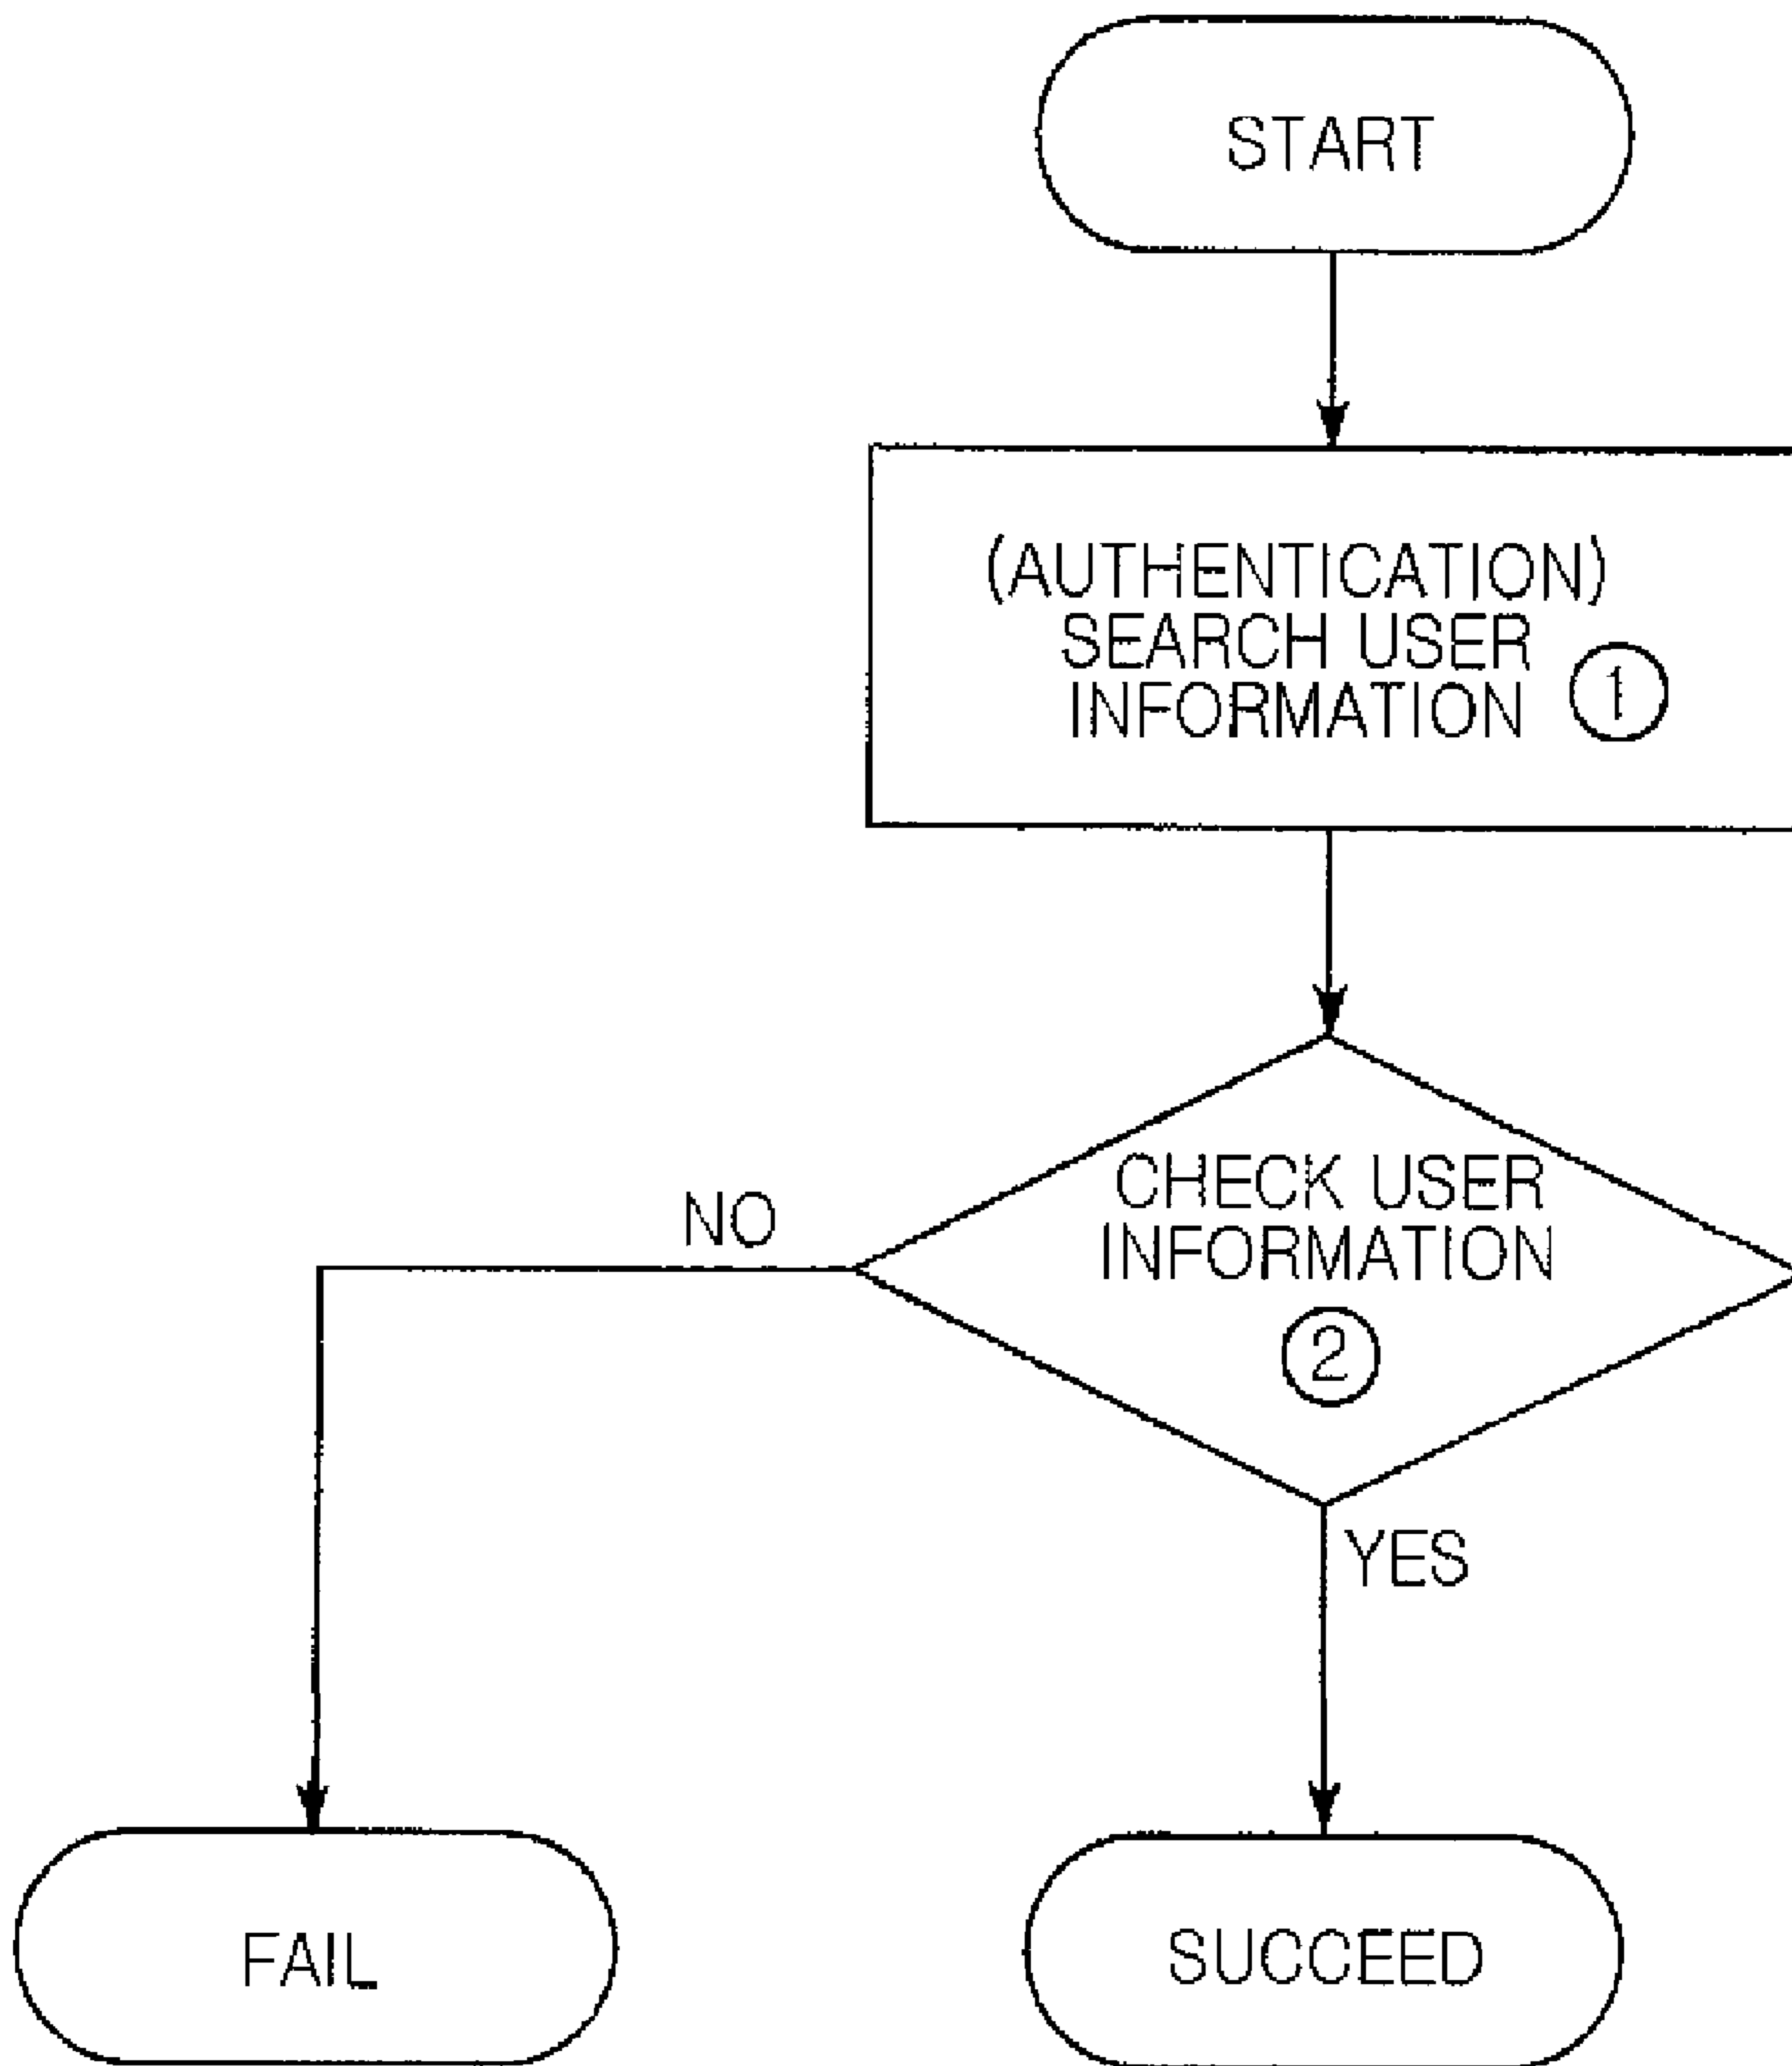 START
(AUTHENTICATION)
SEARCH USER
INFORMATION ①
CHECK USER
INFORMATION
②
NO
YES
FAIL
SUCCEED